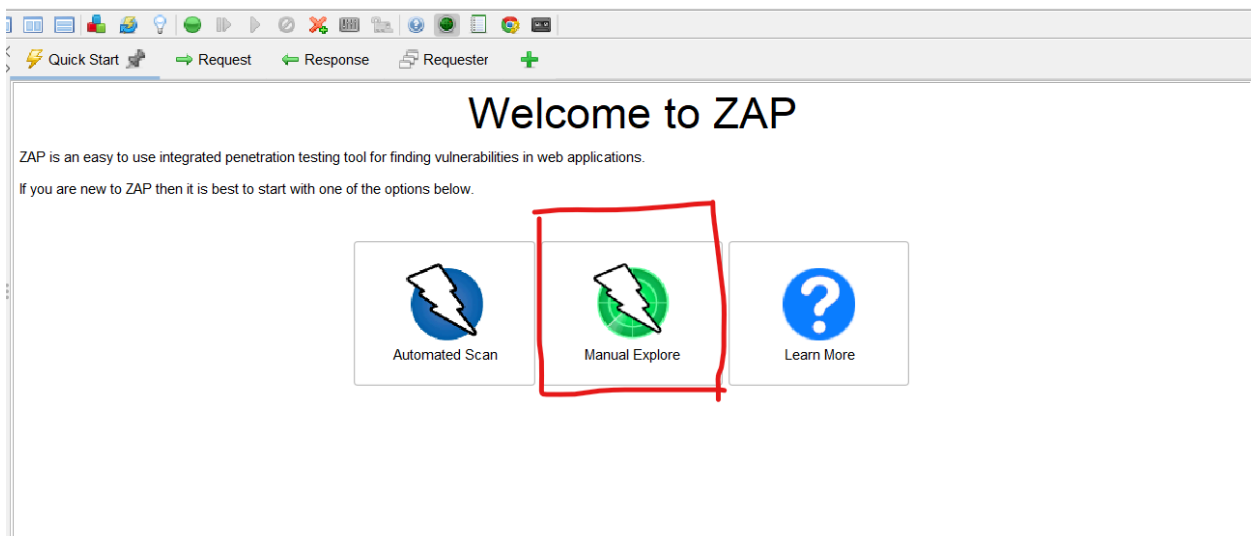 Quick Start
Request
Response
Requester
Welcome to ZAP
ZAP is an easy to use integrated penetration testing tool for finding vulnerabilities in web applications.
If you are new to ZAP then it is best to start with one of the options below.
Automated Scan
Manual Explore
Learn More